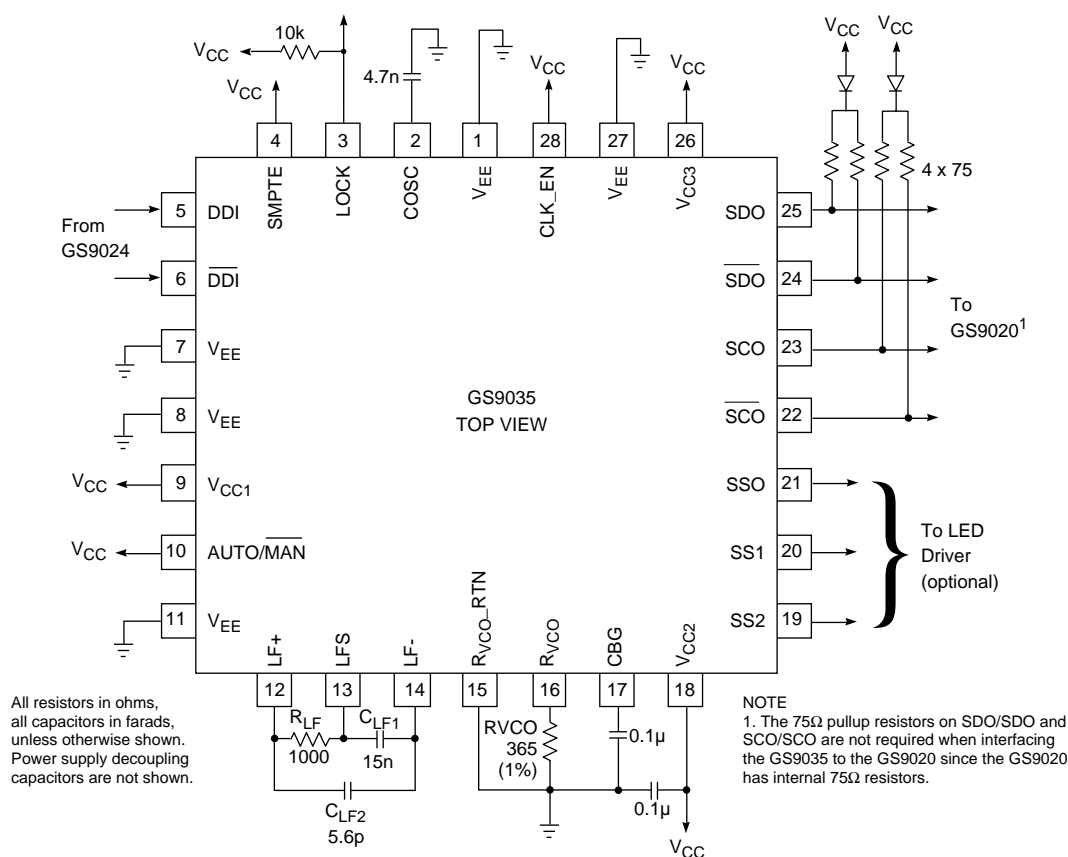 10k
VCC
VCC
4.7n
VCC
VCC
VCC VCC
4 x 75
4 3 2 1 28 27 26
SMPTE LOCK COSC VEE CLK_EN VEE VCC3
From
GS9024
5 DDI
6 DDI
7 VEE
8 VEE
VCC 9 VCC1
VCC 10 AUTO/MAN
11 VEE
GS9035
TOP VIEW
SDO 25
SDO 24
SCO 23
SCO 22
SSO 21
SS1 20
SS2 19
To
GS9020¹
To LED
Driver
(optional)
LF+ LFS LF- RVCO_RTN RVCO CBG VCC2
12 13 14 15 16 17 18
RLF
1000
CLF1
15n
CLF2
5.6p
RVCO
365
(1%)
0.1µ
0.1µ
VCC
All resistors in ohms,
all capacitors in farads,
unless otherwise shown.
Power supply decoupling
capacitors are not shown.
NOTE
1. The 75Ω pullup resistors on SDO/SDO and
SCO/SCO are not required when interfacing
the GS9035 to the GS9020 since the GS9020
has internal 75Ω resistors.